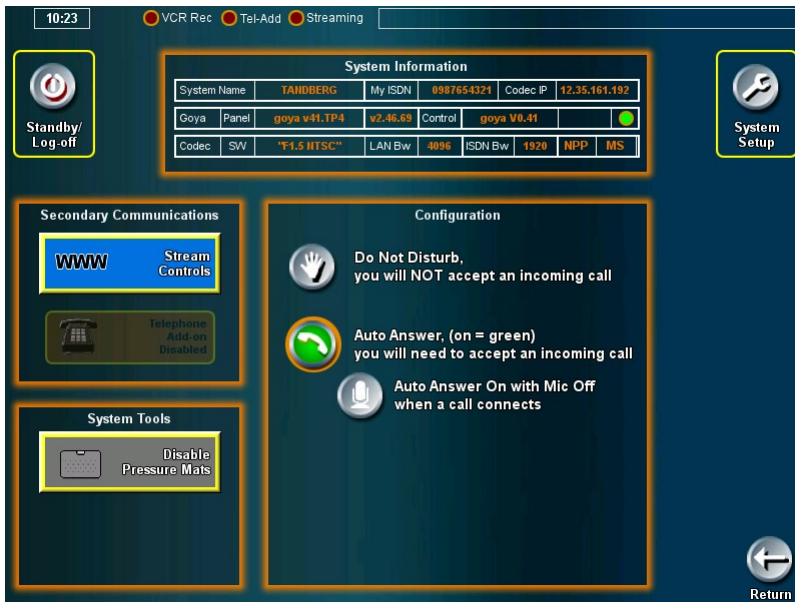 10:23 VCR Rec Tel-Add Streaming
Standby/
Log-off
System Information
System Name TANDBERG My ISDN 0987654321 Codec IP 12.35.161.192
Goya Panel goya v41.TP4 v2.46.69 Control goya V0.41
Codec SW "F1.5 NTSC" LAN Bw 4096 ISDN Bw 1920 NPP MS
System
Setup
Secondary Communications
WWW Stream
Controls
Telephone
Add-on
Disabled
System Tools
Disable
Pressure Mats
Configuration
Do Not Disturb,
you will NOT accept an incoming call
Auto Answer, (on = green)
you will need to accept an incoming call
Auto Answer On with Mic Off
when a call connects
Return